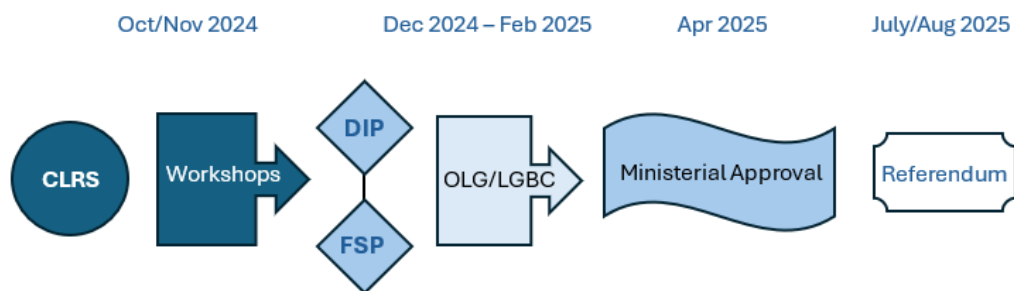 Oct/Nov 2024
Dec 2024 – Feb 2025
Apr 2025
July/Aug 2025
CLRS
Workshops
DIP
FSP
OLG/LGBC
Ministerial Approval
Referendum